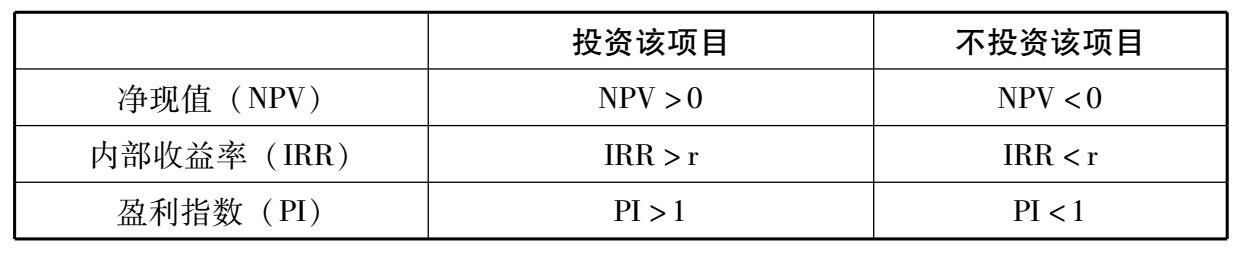 投资该项目 不投资该项目
净现值（NPV） NPV >0 NPV <0
内部收益率（IRR） IRR > r IRR < r
盈利指数（PI） PI >1 PI <1